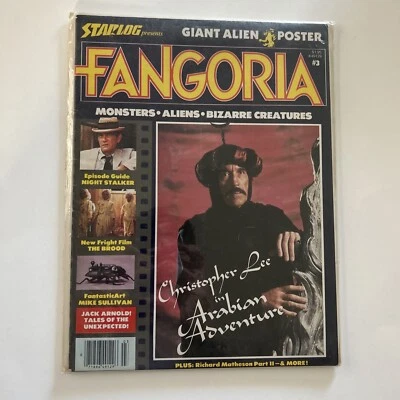 STARLOG presents
GIANT ALIEN POSTER
FANGORIA
#3
MONSTERS • ALIENS • BIZARRE CREATURES
Episode Guide
NIGHT STALKER
New Fright Film
THE BROOD
Fantastic Art
MIKE SULLIVAN
JACK ARNOLD!
TALES OF THE
UNEXPECTED!
Christopher Lee
in
Arabian
Adventure
PLUS: Richard Matheson Part II—& MORE!